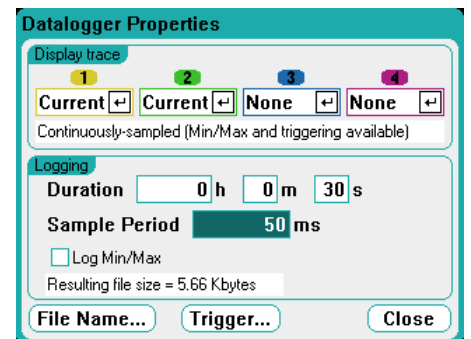 Datalogger Properties
Display trace
1 2 3 4
Current Current None None
Continuously-sampled (Min/Max and triggering available)
Logging
Duration 0 h 0 m 30 s
Sample Period 50 ms
Log Min/Max
Resulting file size = 5.66 Kbytes
File Name... Trigger... Close